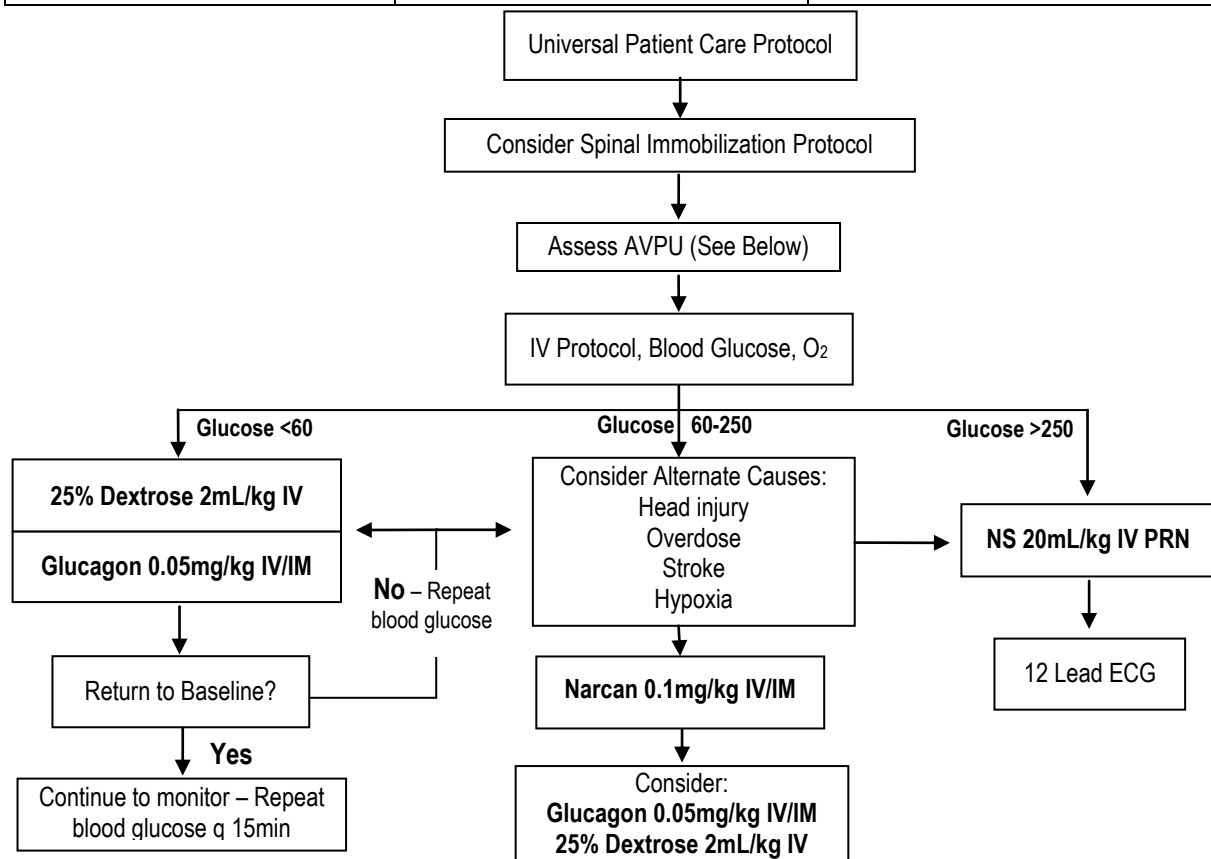 Universal Patient Care Protocol
Consider Spinal Immobilization Protocol
Assess AVPU (See Below)
IV Protocol, Blood Glucose, O₂
Glucose <60
Glucose 60-250
Glucose >250
25% Dextrose 2mL/kg IV
Glucagon 0.05mg/kg IV/IM
No – Repeat
blood glucose
Return to Baseline?
Yes
Continue to monitor – Repeat
blood glucose q 15min
Consider Alternate Causes:
Head injury
Overdose
Stroke
Hypoxia
Narcan 0.1mg/kg IV/IM
Consider:
Glucagon 0.05mg/kg IV/IM
25% Dextrose 2mL/kg IV
NS 20mL/kg IV PRN
12 Lead ECG